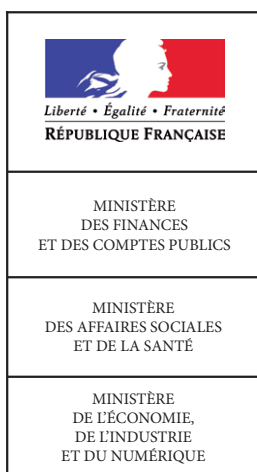 Liberté • Égalité • Fraternité
RÉPUBLIQUE FRANÇAISE
MINISTÈRE
DES FINANCES
ET DES COMPTES PUBLICS
MINISTÈRE
DES AFFAIRES SOCIALES
ET DE LA SANTÉ
MINISTÈRE
DE L’ÉCONOMIE,
DE L’INDUSTRIE
ET DU NUMÉRIQUE